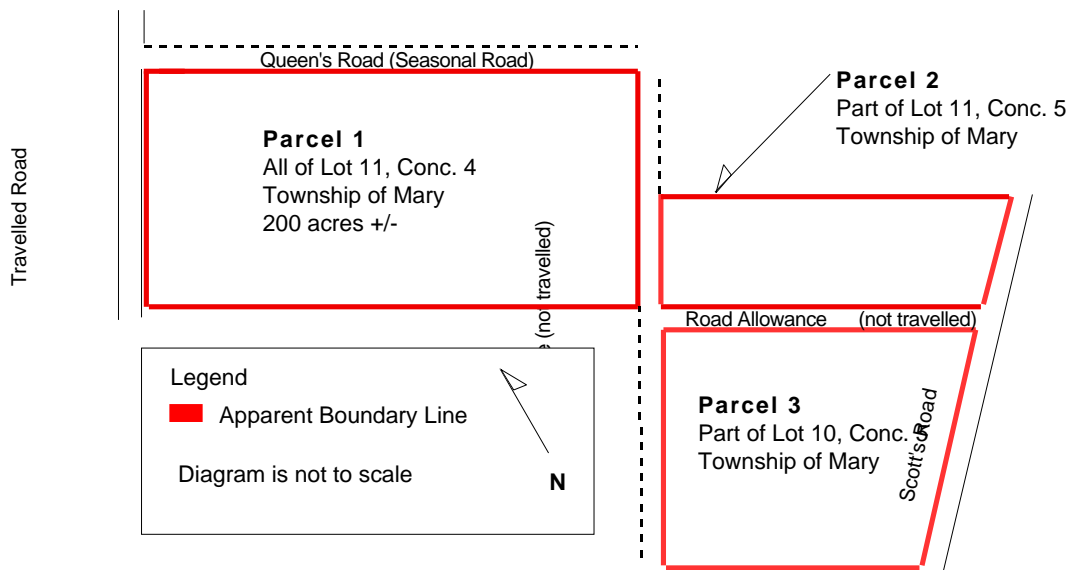 Queen's Road (Seasonal Road)
Travelled Road
Parcel 1
All of Lot 11, Conc. 4
Township of Mary
200 acres +/-
Parcel 2
Part of Lot 11, Conc. 5
Township of Mary
(not travelled)
Road Allowance (not travelled)
Parcel 3
Part of Lot 10, Conc. 5
Township of Mary
Scott's Road
Legend
Apparent Boundary Line
Diagram is not to scale
N